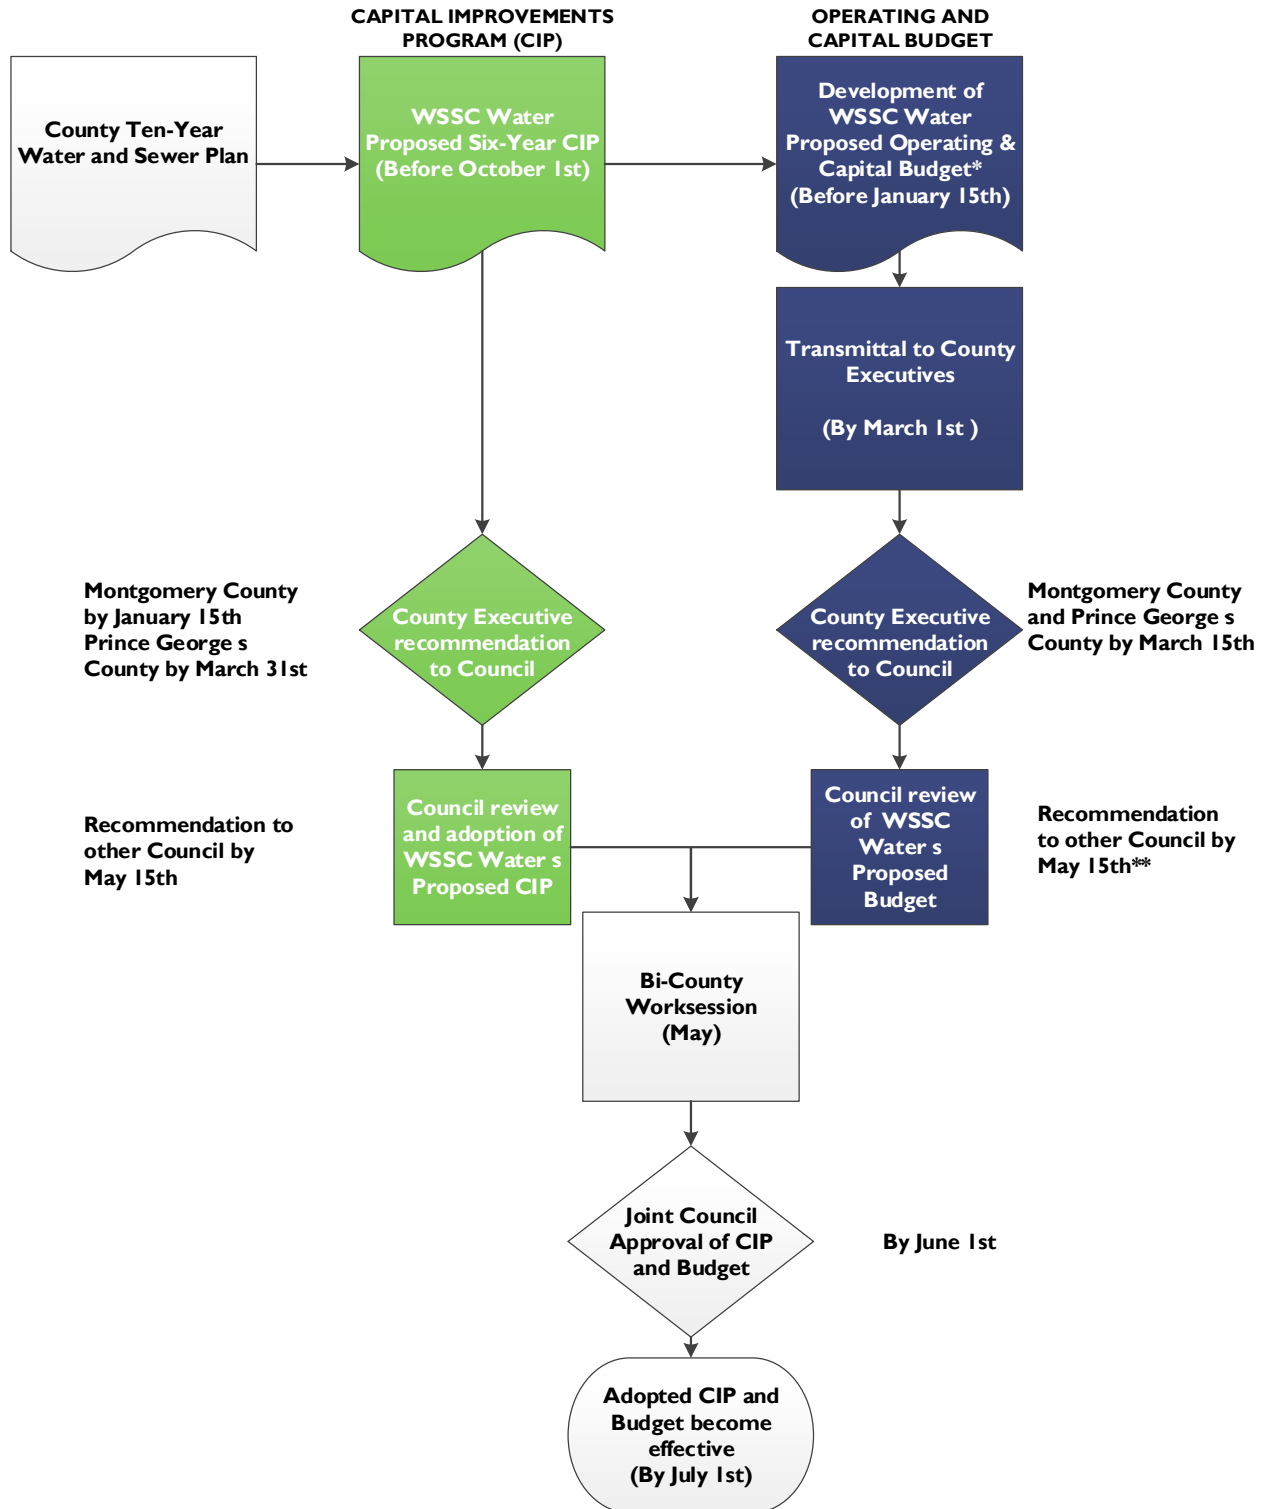 CAPITAL IMPROVEMENTS
PROGRAM (CIP)
OPERATING AND
CAPITAL BUDGET
County Ten-Year
Water and Sewer Plan
WSSC Water
Proposed Six-Year CIP
(Before October 1st)
Development of
WSSC Water
Proposed Operating &
Capital Budget*
(Before January 15th)
Transmittal to County
Executives
(By March 1st )
Montgomery County
by January 15th
Prince George s
County by March 31st
County Executive
recommendation
to Council
County Executive
recommendation
to Council
Montgomery County
and Prince George s
County by March 15th
Recommendation to
other Council by
May 15th
Council review
and adoption of
WSSC Water s
Proposed CIP
Council review
of WSSC
Water s
Proposed
Budget
Recommendation
to other Council by
May 15th**
Bi-County
Worksession
(May)
Joint Council
Approval of CIP
and Budget
By June 1st
Adopted CIP and
Budget become
effective
(By July 1st)